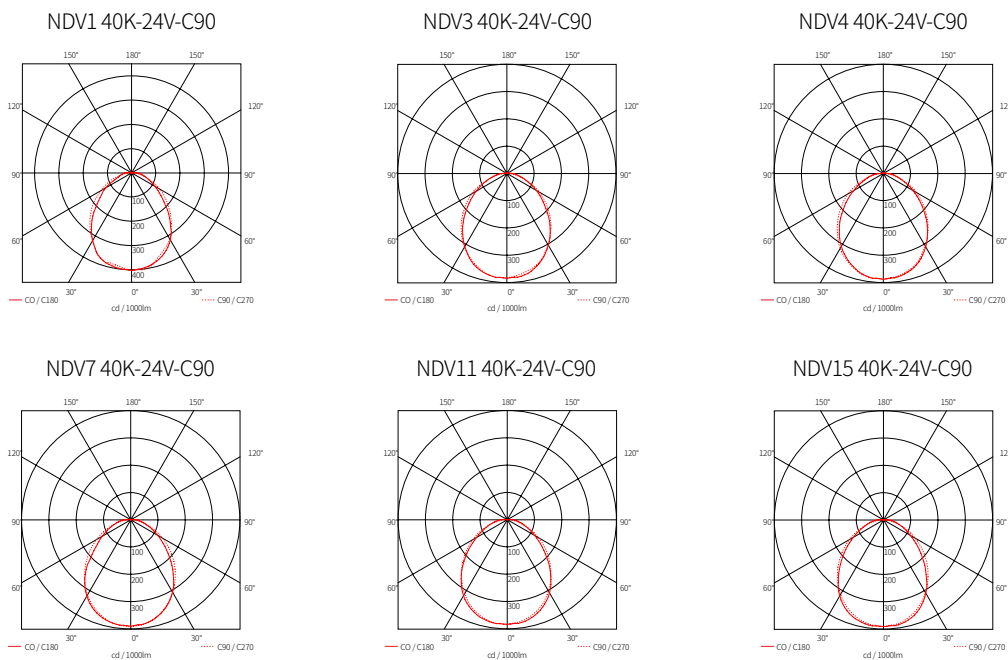 NDV1 40K-24V-C90
NDV3 40K-24V-C90
NDV4 40K-24V-C90
150° 180° 150°
120°
90° 90°
60° 60°
100
200
300
400
30° 0° 30°
CO / C180 C90 / C270
cd / 1000lm
150° 180° 150°
120° 120°
90° 90°
60° 60°
100
200
300
30° 0° 30°
CO / C180 C90 / C270
cd / 1000lm
150° 180° 150°
120°
90° 90°
60° 60°
100
200
300
30° 0° 30°
CO / C180 C90 / C270
cd / 1000lm
NDV7 40K-24V-C90
NDV11 40K-24V-C90
NDV15 40K-24V-C90
150° 180° 150°
120° 120°
90° 90°
60° 60°
100
200
300
30° 0° 30°
CO / C180 C90 / C270
cd / 1000lm
150° 180° 150°
120° 120°
90° 90°
60° 60°
100
200
300
30° 0° 30°
CO / C180 C90 / C270
cd / 1000lm
150° 180° 150°
120°
90° 90°
60° 60°
100
200
300
30° 0° 30°
CO / C180 C90 / C270
cd / 1000lm